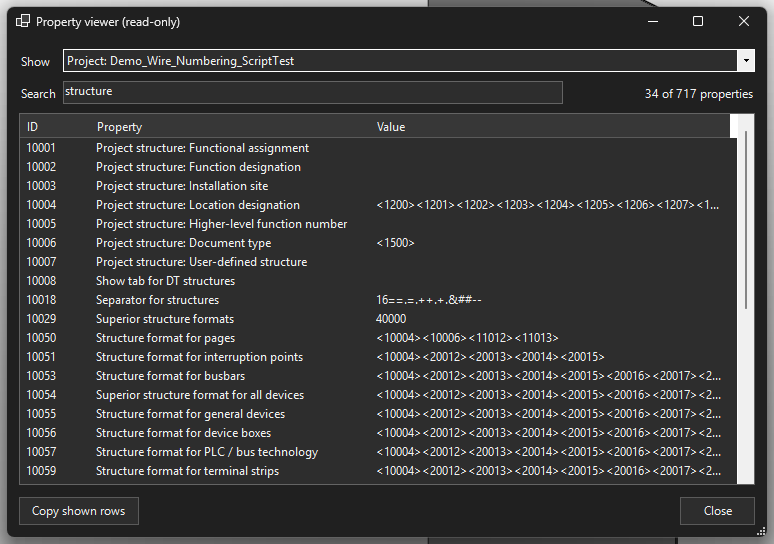 Property viewer (read-only)
Show Project: Demo_Wire_Numbering_ScriptTest
Search structure 34 of 717 properties
ID Property Value
10001 Project structure: Functional assignment
10002 Project structure: Function designation
10003 Project structure: Installation site
10004 Project structure: Location designation <1200><1201><1202><1203><1204><1205><1206><1207><1...
10005 Project structure: Higher-level function number
10006 Project structure: Document type <1500>
10007 Project structure: User-defined structure
10008 Show tab for DT structures
10018 Separator for structures 16==.=.++.+.&##--
10029 Superior structure formats 40000
10050 Structure format for pages <10004><10006><11012><11013>
10051 Structure format for interruption points <10004><20012><20013><20014><20015>
10053 Structure format for busbars <10004><20012><20013><20014><20015><20016><20017><2...
10054 Superior structure format for all devices <10004><20012><20013><20014><20015><20016><20017><2...
10055 Structure format for general devices <10004><20012><20013><20014><20015><20016><20017><2...
10056 Structure format for device boxes <10004><20012><20013><20014><20015><20016><20017><2...
10057 Structure format for PLC / bus technology <10004><20012><20013><20014><20015><20016><20017><2...
10059 Structure format for terminal strips <10004><20012><20013><20014><20015><20016><20017><2...
Copy shown rows Close